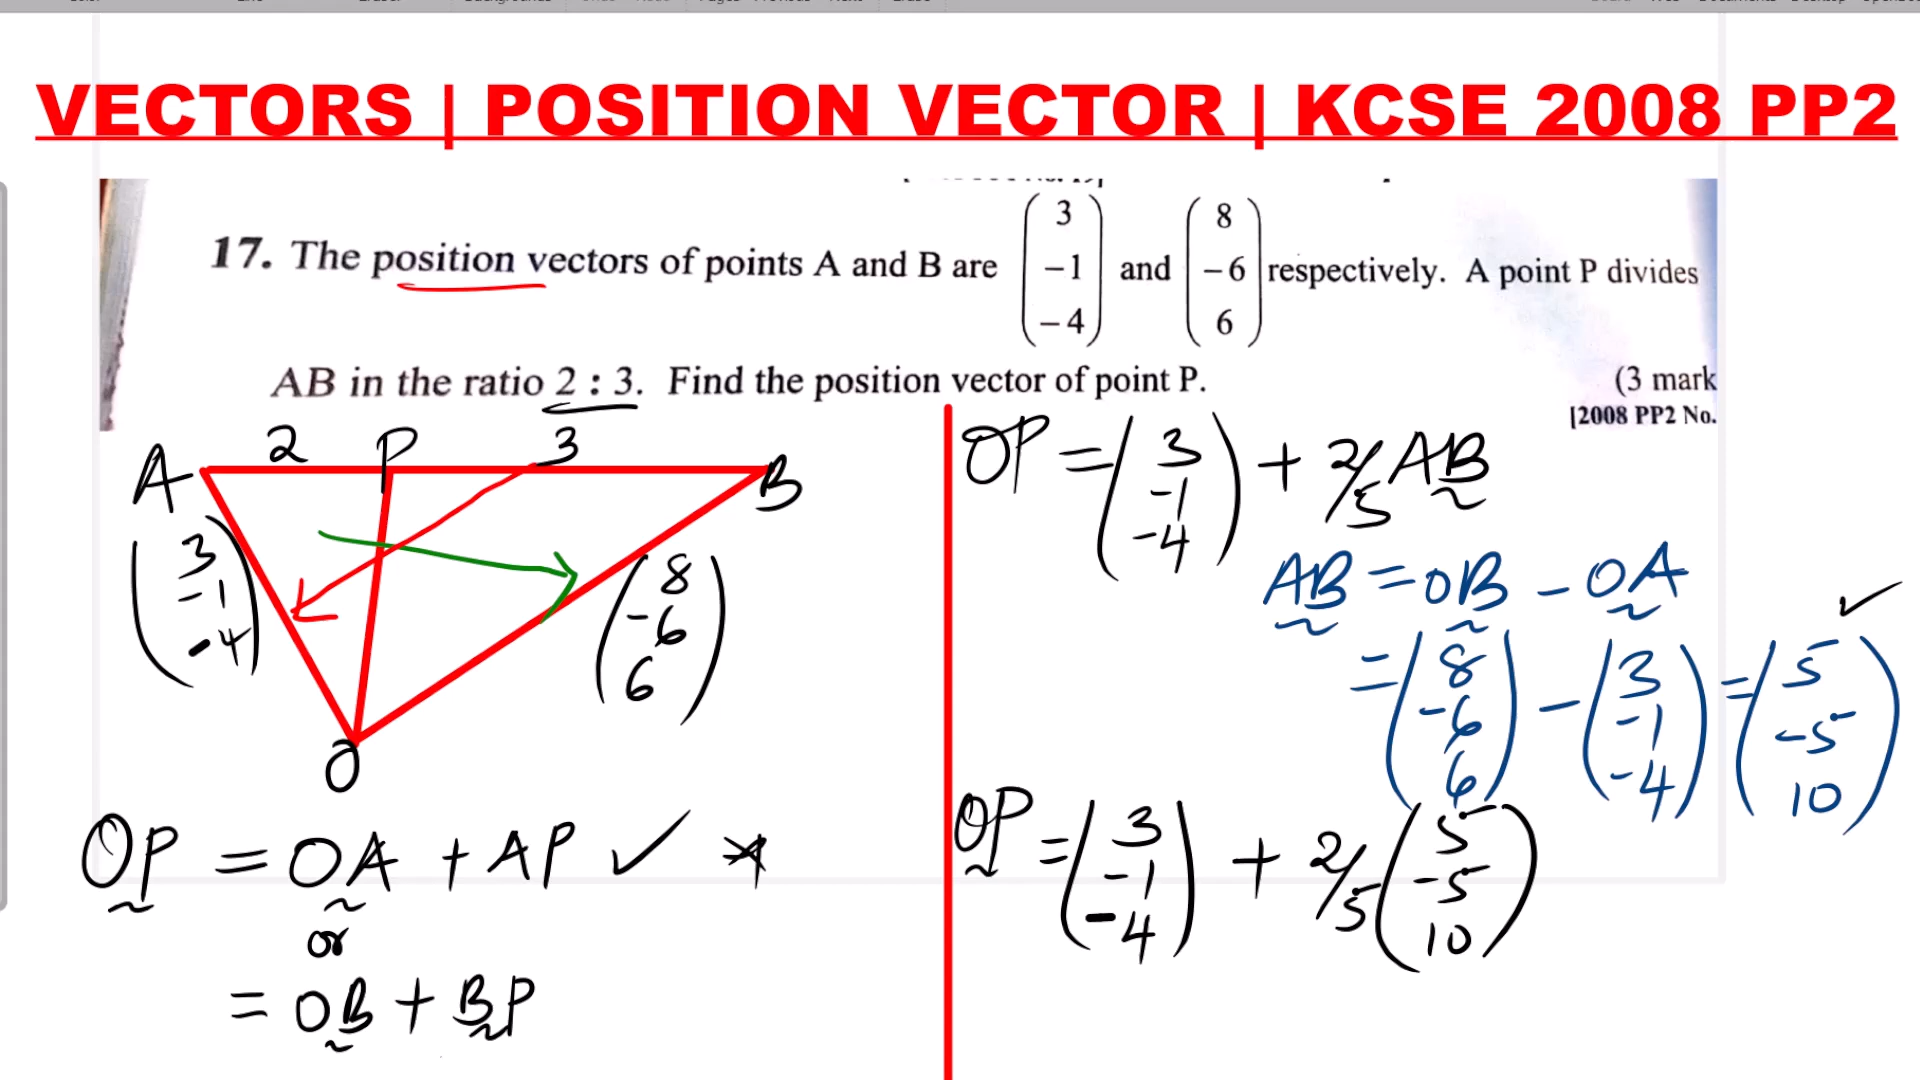 VECTORS | POSITION VECTOR | KCSE 2008 PP2
17. The position vectors of points A and B are (3 -1 -4) and (8 -6 6) respectively. A point P divides
AB in the ratio 2 : 3. Find the position vector of point P. (3 mark
[2008 PP2 No.
A 2 P 3 B
(3 -1 -4)
(8 -6 6)
O
OP = OA + AP ✓ *
or
= OB + BP
OP = (3 -1 -4) + 2/5 AB
AB = OB - OA
= (8 -6 6) - (3 -1 -4) = (5 -5 10) ✓
OP = (3 -1 -4) + 2/5 (5 -5 10)